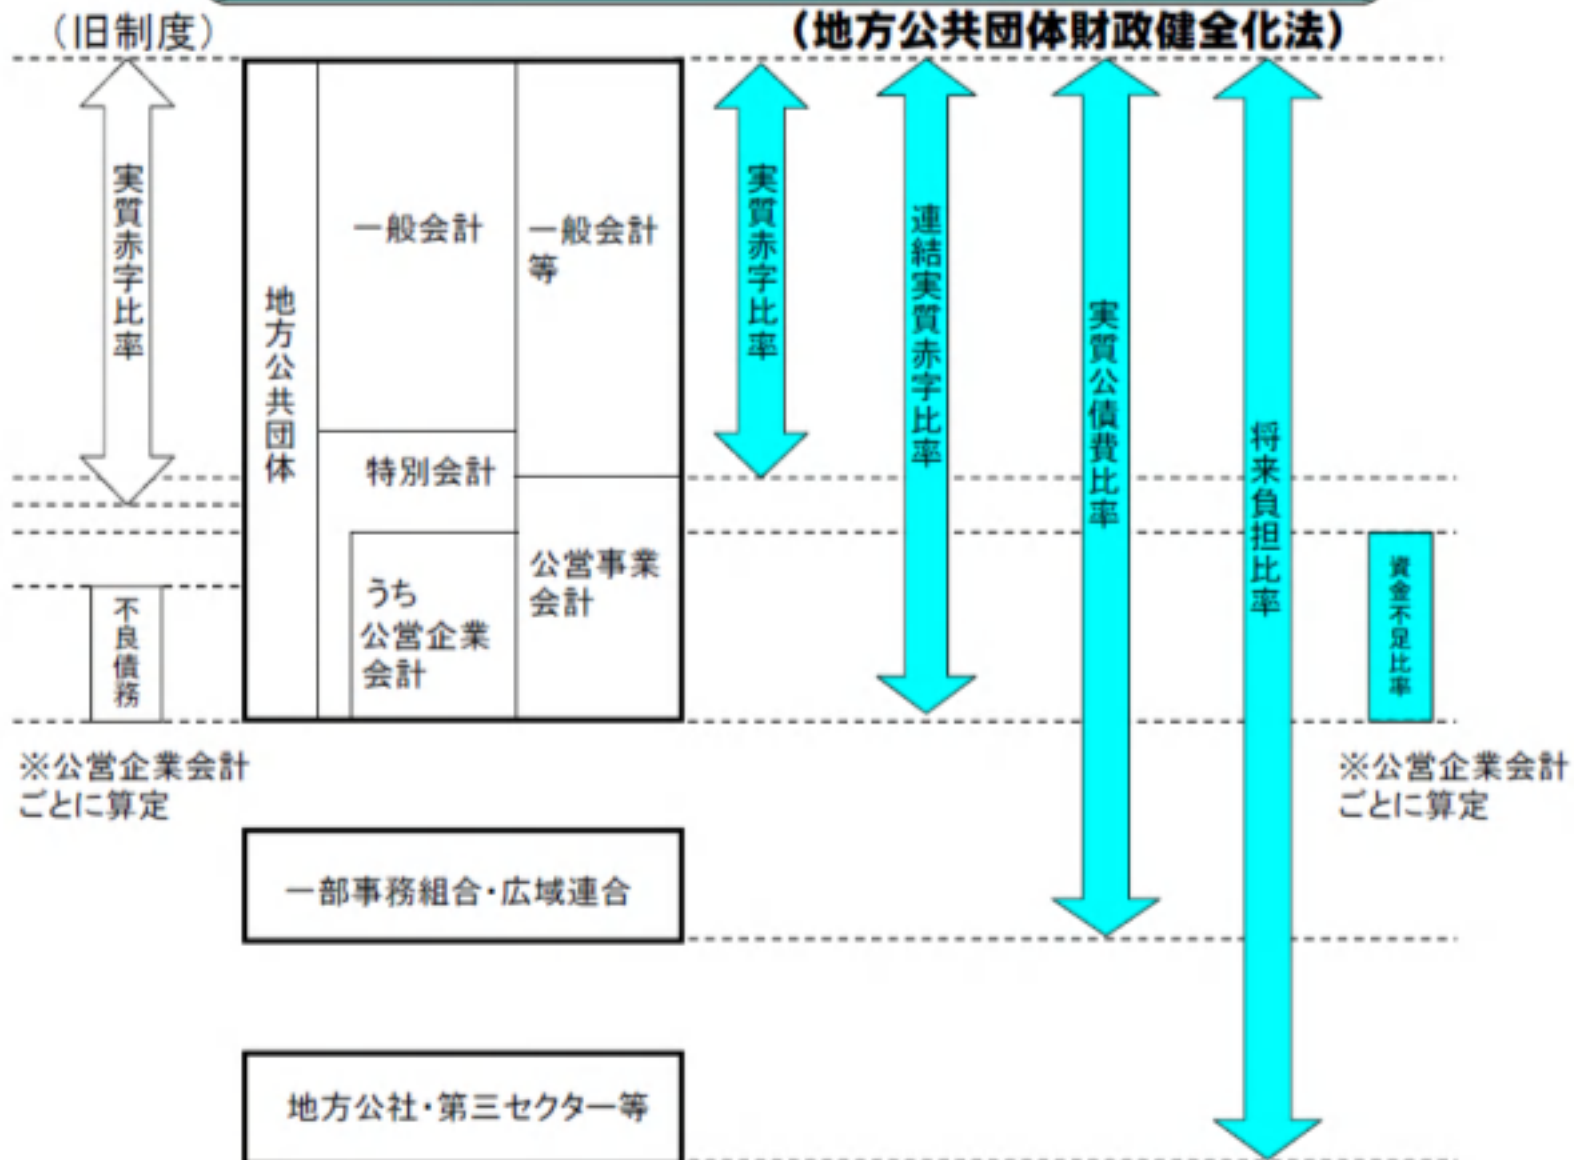 (旧制度)
(地方公共団体財政健全化法)
実質赤字比率
不良債務
※公営企業会計
ごとに算定
地方公共団体
一般会計
特別会計
うち
公営企業
会計
一般会計
等
公営事業
会計
実質赤字比率
連結実質赤字比率
実質公債費比率
将来負担比率
資金不足比率
※公営企業会計
ごとに算定
一部事務組合・広域連合
地方公社・第三セクター等